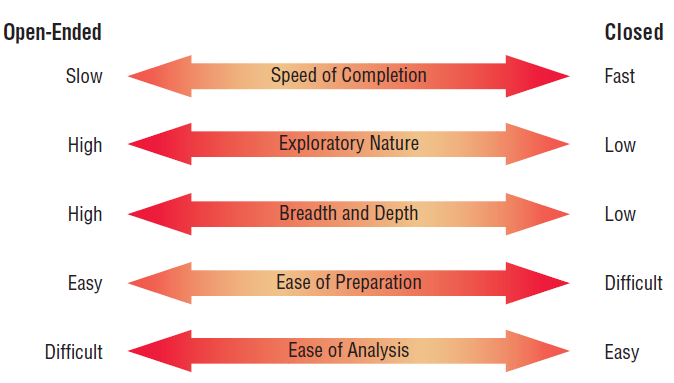 Open-Ended Closed
Slow Speed of Completion Fast
High Exploratory Nature Low
High Breadth and Depth Low
Easy Ease of Preparation Difficult
Difficult Ease of Analysis Easy